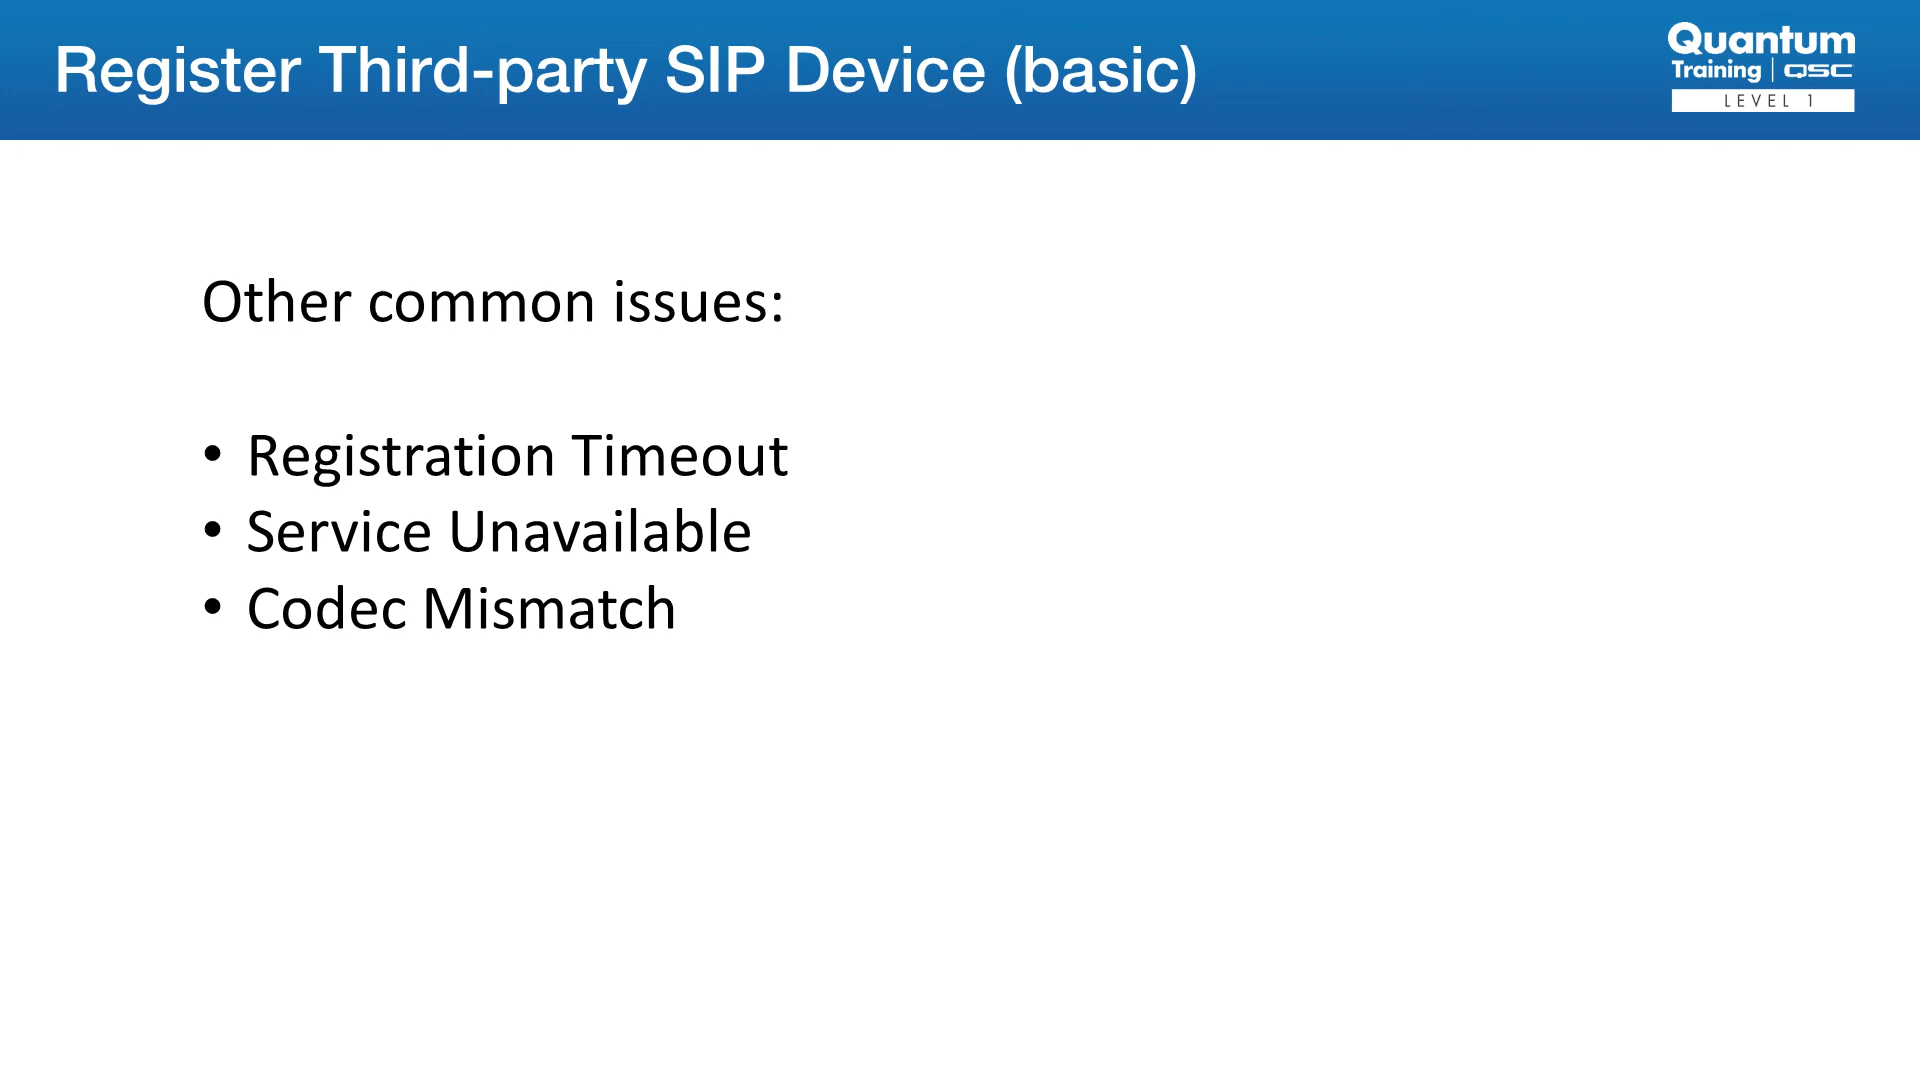 Register Third-party SIP Device (basic)
Quantum
Training | QSC
LEVEL 1
Other common issues:
• Registration Timeout
• Service Unavailable
• Codec Mismatch